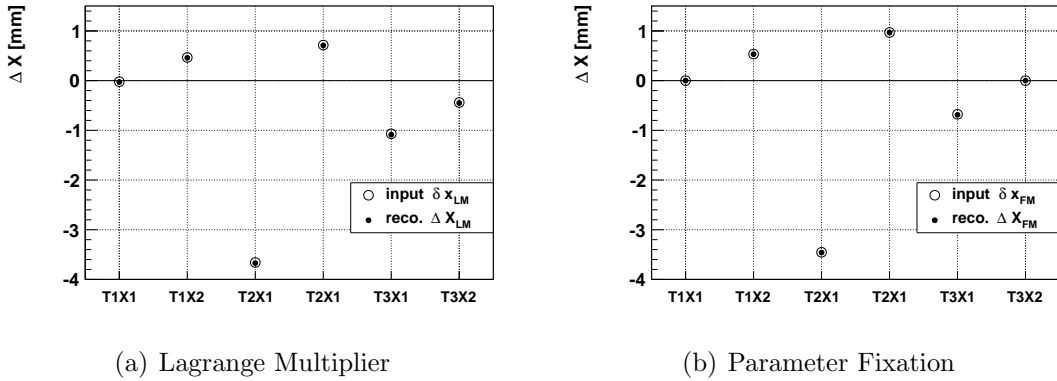 Δ X [mm]
1
0
-1
-2
-3
-4
T1X1 T1X2 T2X1 T2X1 T3X1 T3X2
input δ x_LM
reco. Δ X_LM
(a) Lagrange Multiplier
Δ X [mm]
1
0
-1
-2
-3
-4
T1X1 T1X2 T2X1 T2X1 T3X1 T3X2
input δ x_FM
reco. Δ X_FM
(b) Parameter Fixation